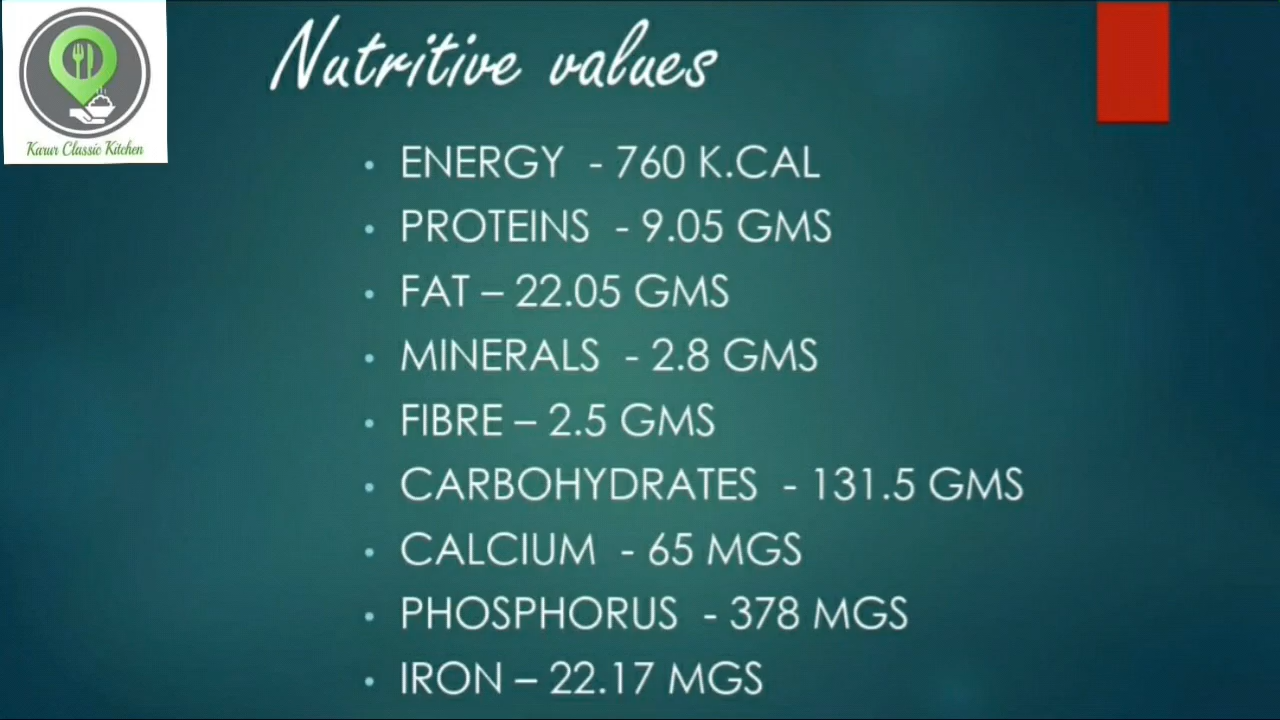 Karur Classic Kitchen
Nutritive values
• ENERGY - 760 K.CAL
• PROTEINS - 9.05 GMS
• FAT – 22.05 GMS
• MINERALS - 2.8 GMS
• FIBRE – 2.5 GMS
• CARBOHYDRATES - 131.5 GMS
• CALCIUM - 65 MGS
• PHOSPHORUS - 378 MGS
• IRON – 22.17 MGS